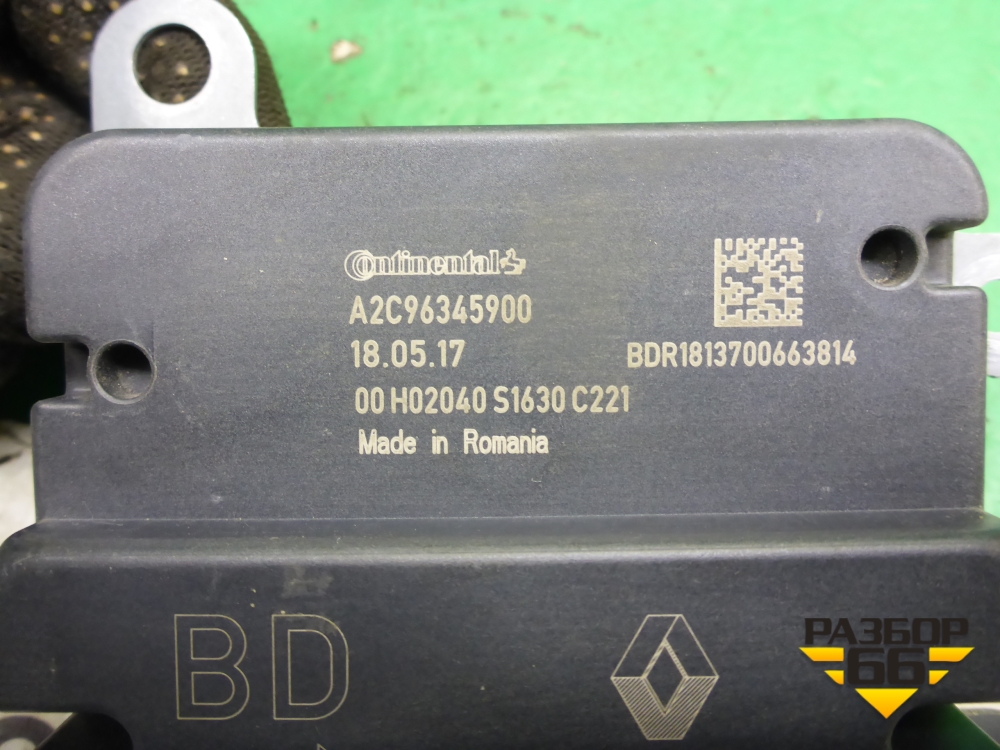 Continental
A2C96345900
18.05.17
BDR1813700663814
00 H02040 S1630 C221
Made in Romania
BD
РАЗБОР
66